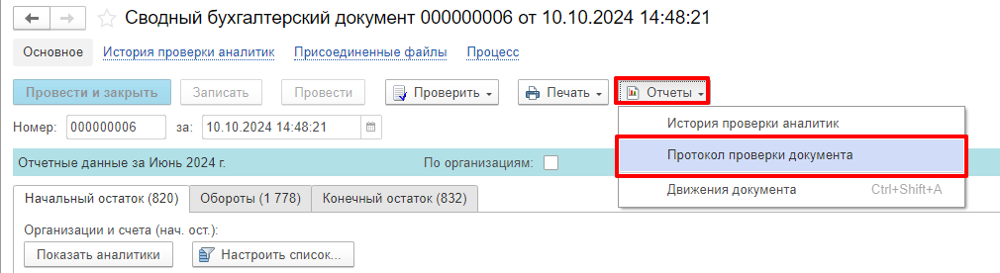 Сводный бухгалтерский документ 000000006 от 10.10.2024 14:48:21
Основное История проверки аналитик Присоединенные файлы Процесс
Провести и закрыть Записать Провести Проверить Печать Отчеты
История проверки аналитик
Номер: 000000006 за: 10.10.2024 14:48:21
Протокол проверки документа
Отчетные данные за Июнь 2024 г. По организациям:
Движения документа Ctrl+Shift+A
Начальный остаток (820) Обороты (1 778) Конечный остаток (832)
Организации и счета (нач. ост.):
Показать аналитики Настроить список...